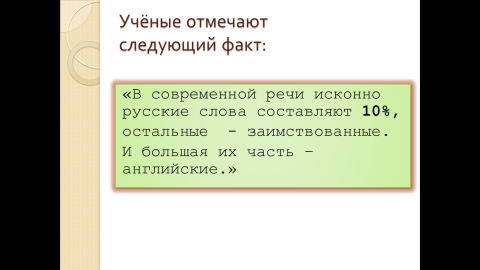 Учёные отмечают
следующий факт:
«В современной речи исконно
русские слова составляют 10%,
остальные - заимствованные.
И большая их часть –
английские.»